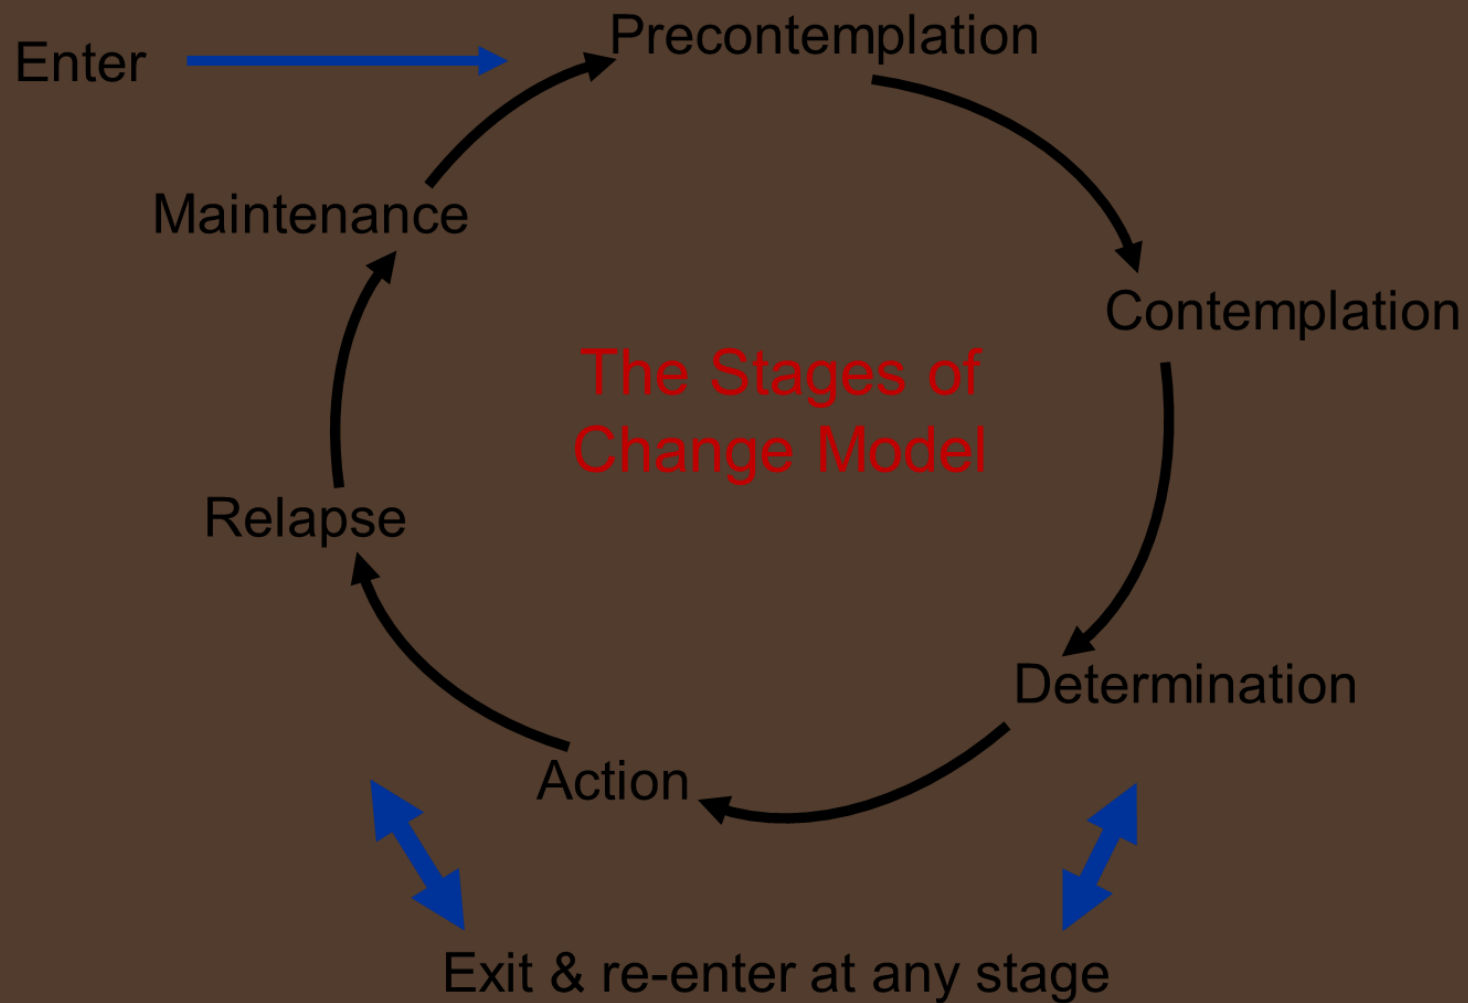 Precontemplation
Enter
Maintenance
Contemplation
The Stages of
Change Model
Relapse
Determination
Action
Exit & re-enter at any stage